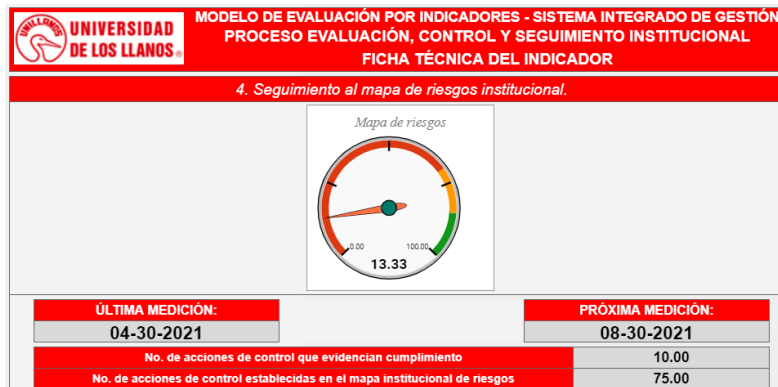 UNILLANOS
UNIVERSIDAD
DE LOS LLANOS
MODELO DE EVALUACIÓN POR INDICADORES - SISTEMA INTEGRADO DE GESTIÓN
PROCESO EVALUACIÓN, CONTROL Y SEGUIMIENTO INSTITUCIONAL
FICHA TÉCNICA DEL INDICADOR
4. Seguimiento al mapa de riesgos institucional.
Mapa de riesgos
0.00 100.00
13.33
ÚLTIMA MEDICIÓN: PRÓXIMA MEDICIÓN:
04-30-2021 08-30-2021
No. de acciones de control que evidencian cumplimiento 10.00
No. de acciones de control establecidas en el mapa institucional de riesgos 75.00